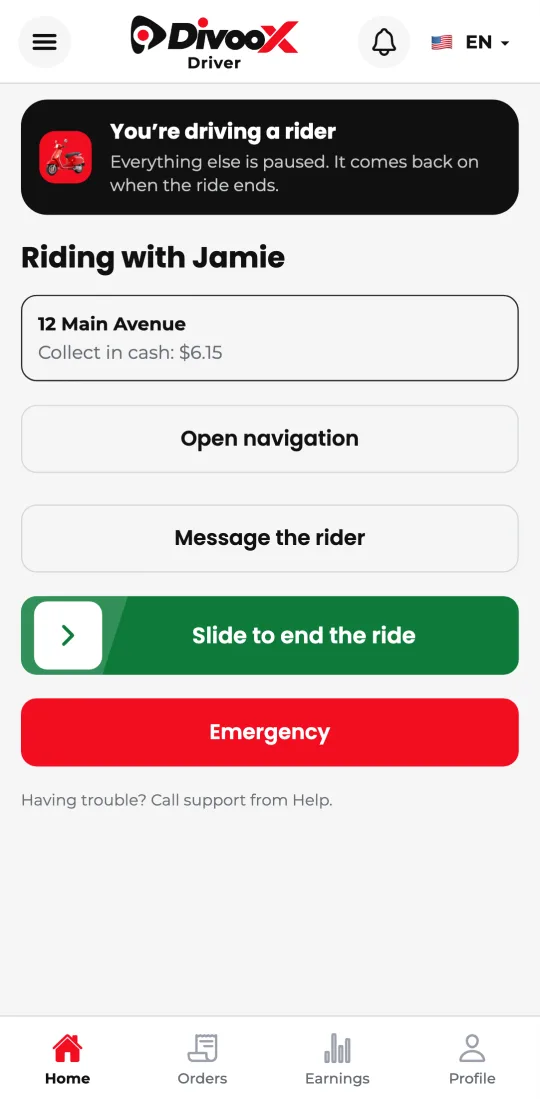 DivooX
Driver
EN
You’re driving a rider
Everything else is paused. It comes back on
when the ride ends.
Riding with Jamie
12 Main Avenue
Collect in cash: $6.15
Open navigation
Message the rider
Slide to end the ride
Emergency
Having trouble? Call support from Help.
Home
Orders
Earnings
Profile